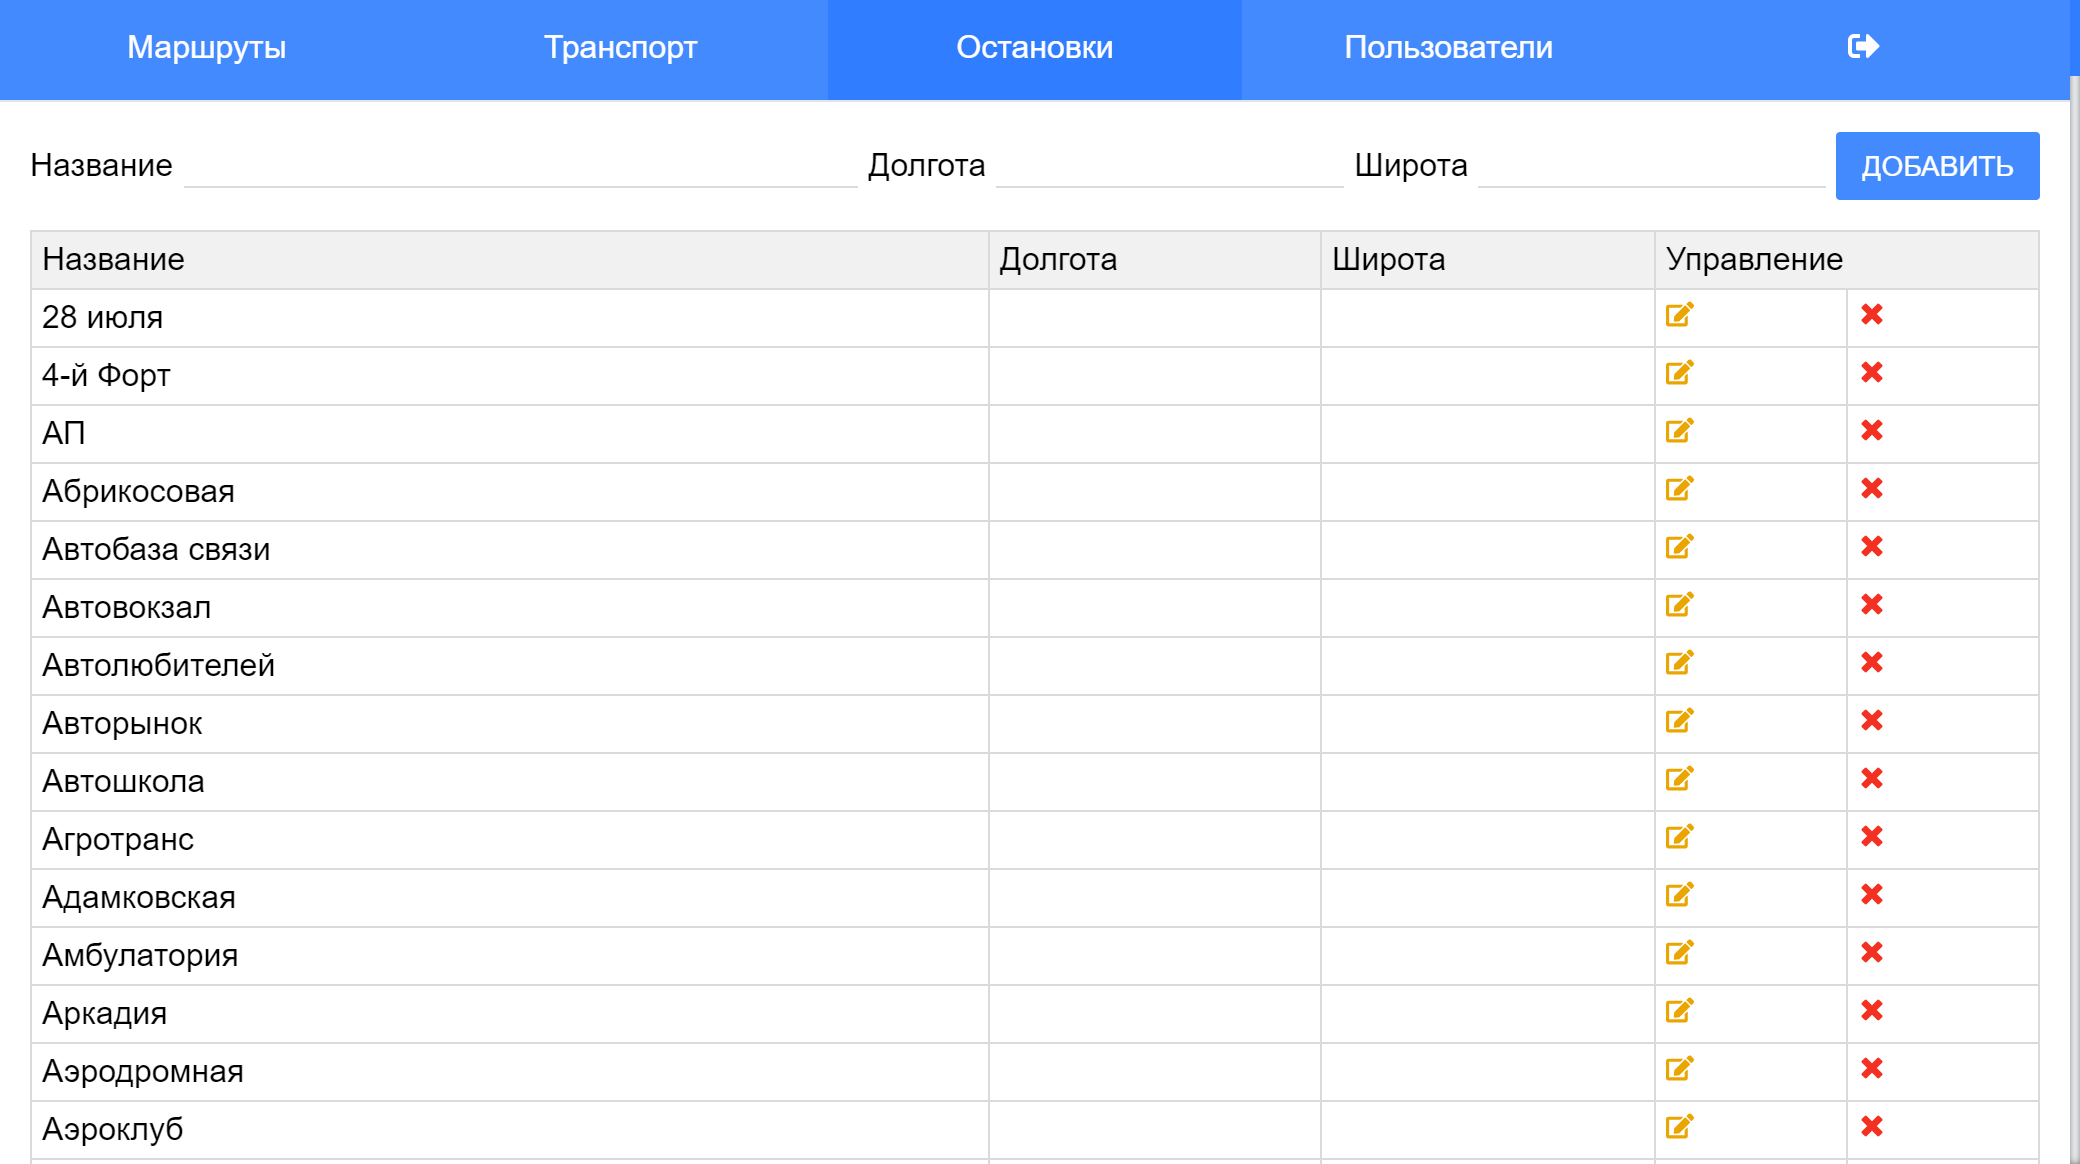 Маршруты Транспорт Остановки Пользователи
Название Долгота Широта ДОБАВИТЬ
Название Долгота Широта Управление
28 июля
4-й Форт
АП
Абрикосовая
Автобаза связи
Автовокзал
Автолюбителей
Авторынок
Автошкола
Агротранс
Адамковская
Амбулатория
Аркадия
Аэродромная
Аэроклуб